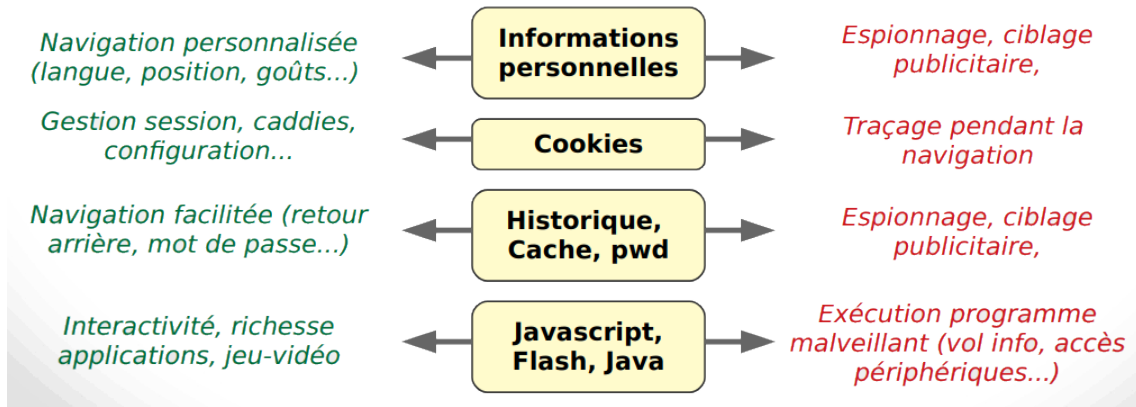 Navigation personnalisée
(langue, position, goûts...)
Informations
personnelles
Espionnage, ciblage
publicitaire,
Gestion session, caddies,
configuration...
Cookies
Traçage pendant la
navigation
Navigation facilitée (retour
arrière, mot de passe...)
Historique,
Cache, pwd
Espionnage, ciblage
publicitaire,
Interactivité, richesse
applications, jeu-vidéo
Javascript,
Flash, Java
Exécution programme
malveillant (vol info, accès
périphériques...)